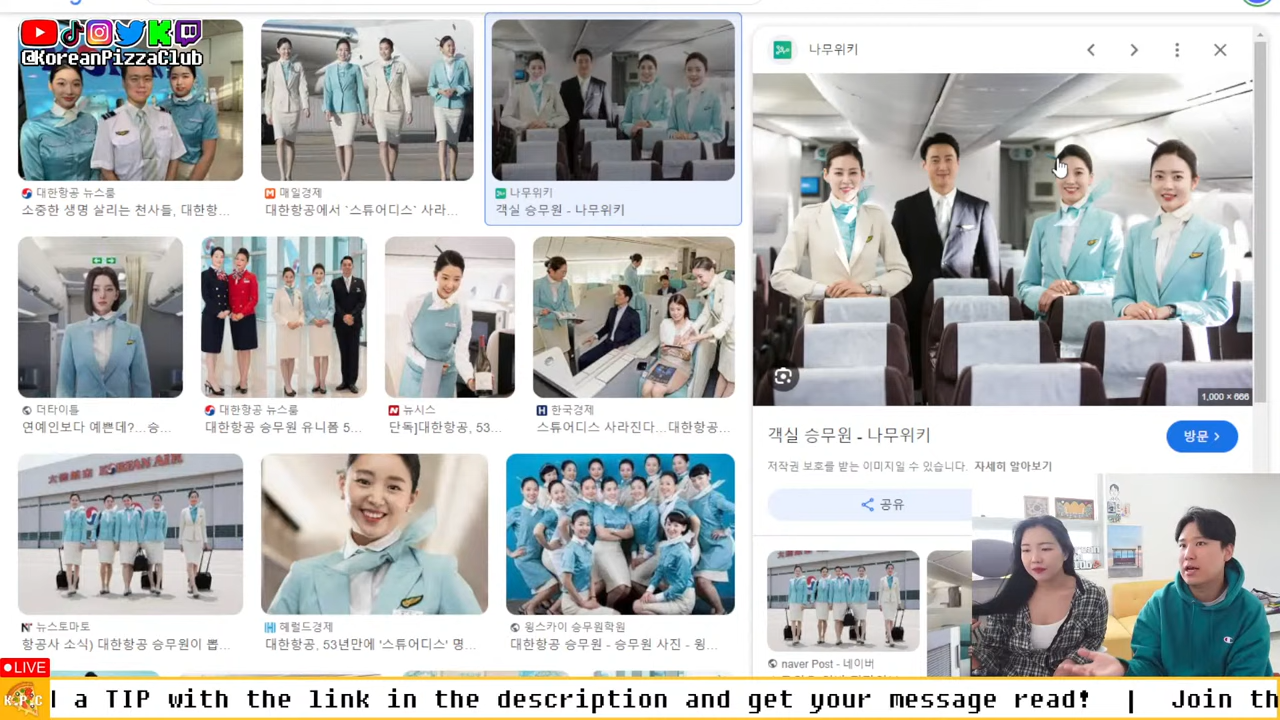 @KoreanPizzaClub
나무위키
대한항공 뉴스룸
소중한 생명 살리는 천사들, 대한항...
매일경제
대한항공에서 `스튜어디스` 사라...
나무위키
객실 승무원 - 나무위키
1,000 × 666
더타이틀
연예인보다 예쁜데?...승...
대한항공 뉴스룸
대한항공 승무원 유니폼 5...
뉴시스
단독]대한항공, 53...
한국경제
스튜어디스 사라진다...대한항공...
객실 승무원 - 나무위키
방문
저작권 보호를 받는 이미지일 수 있습니다. 자세히 알아보기
공유
大韓航空 KOREAN AIR
뉴스토마토
항공사 소식) 대한항공 승무원이 뽑...
헤럴드경제
대한항공, 53년만에 '스튜어디스' 명...
윙스카이 승무원학원
대한항공 승무원 - 승무원 사진 - 윙...
naver Post - 네이버
LIVE
K.P.C
a TIP with the link in the description and get your message read! | Join th